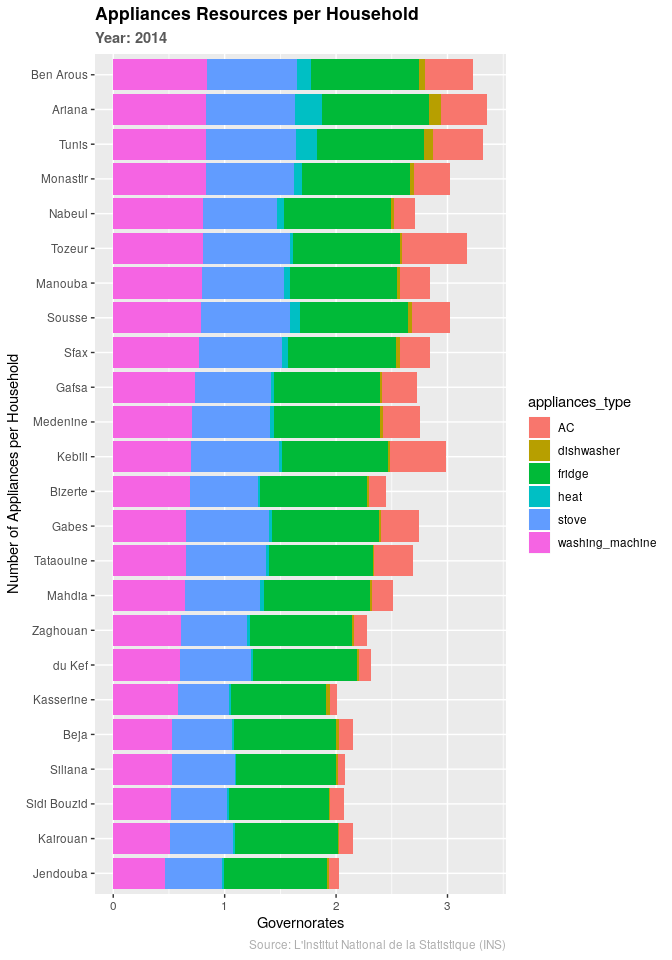 Appliances Resources per Household
Year: 2014
Number of Appliances per Household
Ben Arous
Ariana
Tunis
Monastir
Nabeul
Tozeur
Manouba
Sousse
Sfax
Gafsa
Medenine
Kebili
Bizerte
Gabes
Tataouine
Mahdia
Zaghouan
du Kef
Kasserine
Beja
Siliana
Sidi Bouzid
Kairouan
Jendouba
0 1 2 3
Governorates
Source: L'Institut National de la Statistique (INS)
appliances_type
AC
dishwasher
fridge
heat
stove
washing_machine